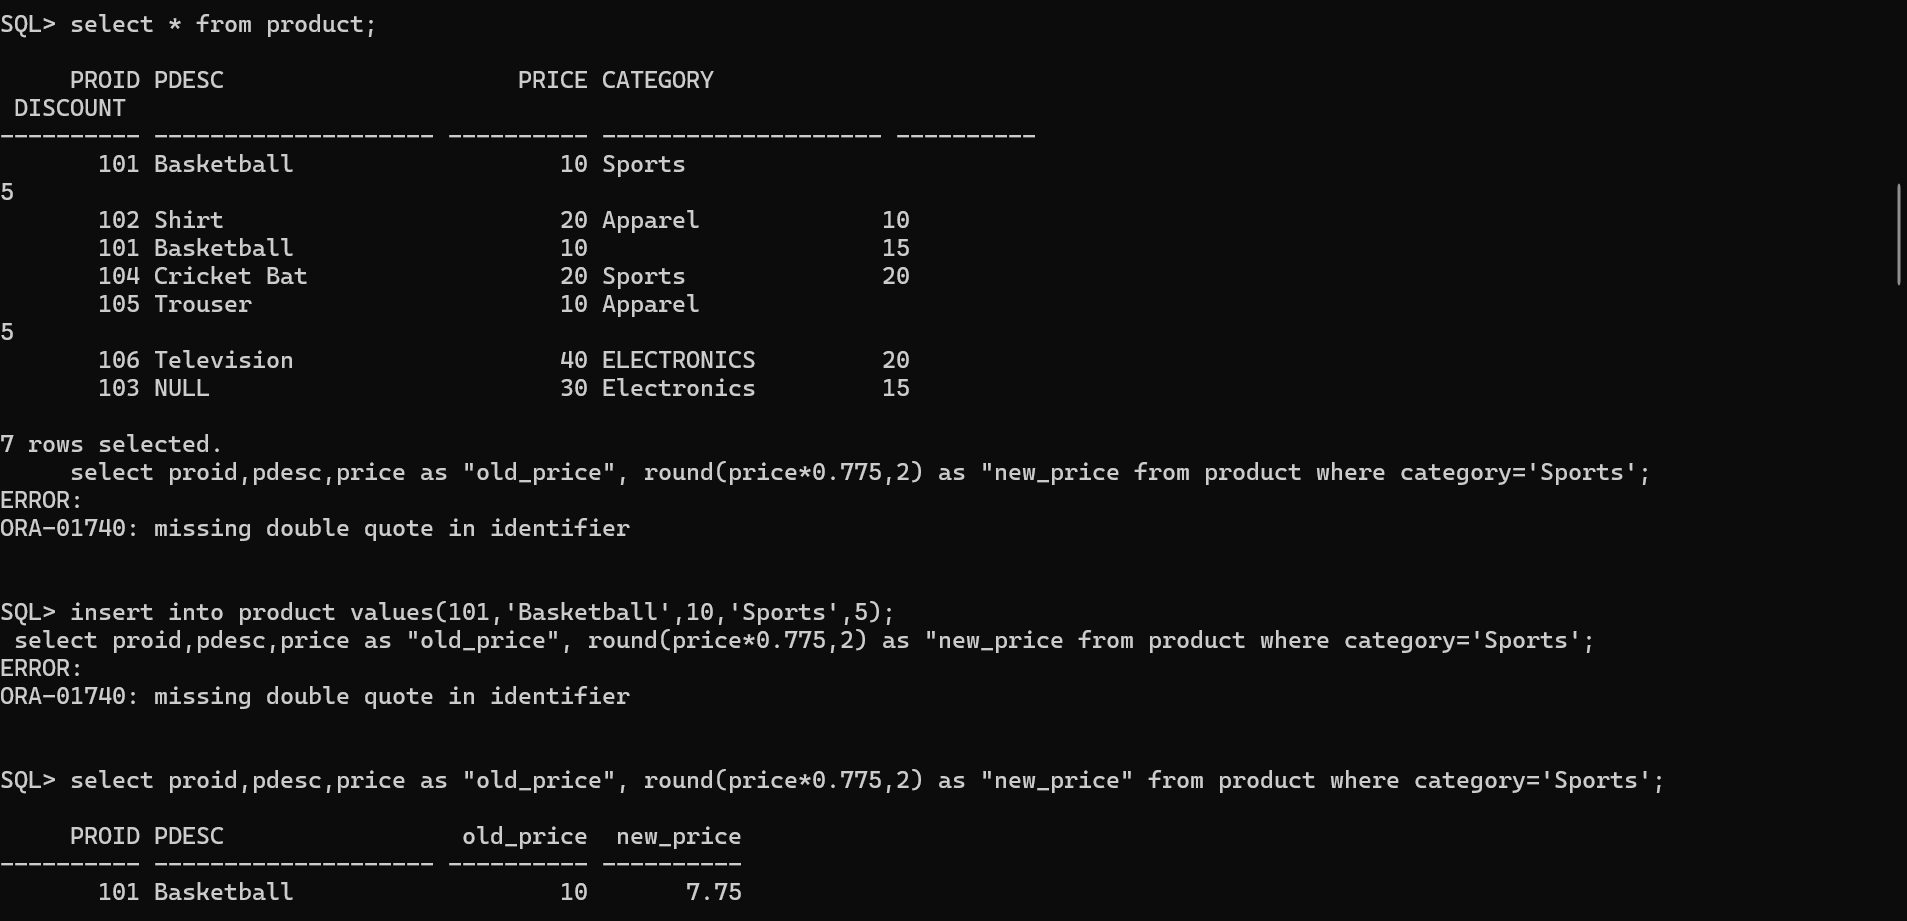 SQL> select * from product;
     PROID PDESC                     PRICE CATEGORY
 DISCOUNT
---------- -------------------- ---------- -------------------- ----------
       101 Basketball                   10 Sports
5
       102 Shirt                        20 Apparel             10
       101 Basketball                   10                     15
       104 Cricket Bat                  20 Sports              20
       105 Trouser                      10 Apparel
5
       106 Television                   40 ELECTRONICS         20
       103 NULL                         30 Electronics         15
7 rows selected.
     select proid,pdesc,price as "old_price", round(price*0.775,2) as "new_price from product where category='Sports';
ERROR:
ORA-01740: missing double quote in identifier
SQL> insert into product values(101,'Basketball',10,'Sports',5);
 select proid,pdesc,price as "old_price", round(price*0.775,2) as "new_price from product where category='Sports';
ERROR:
ORA-01740: missing double quote in identifier
SQL> select proid,pdesc,price as "old_price", round(price*0.775,2) as "new_price" from product where category='Sports';
     PROID PDESC                 old_price  new_price
---------- -------------------- ---------- ----------
       101 Basketball                   10       7.75